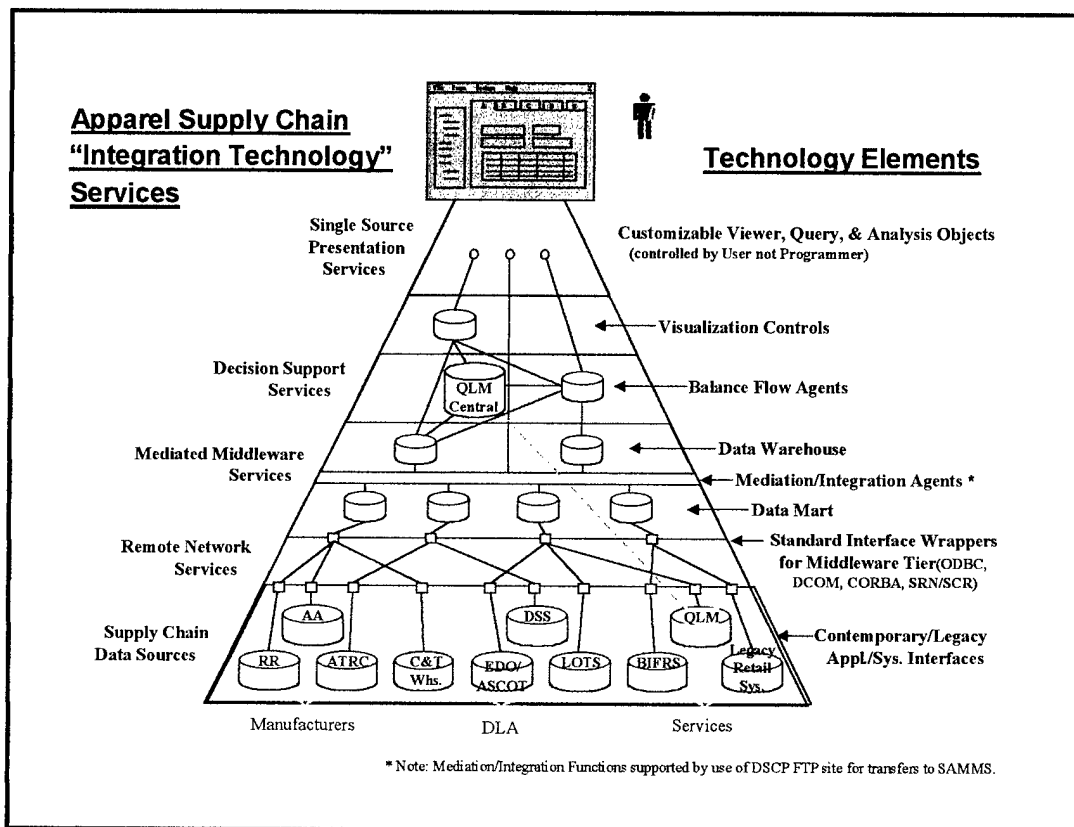 Apparel Supply Chain
“Integration Technology”
Services
Technology Elements
Single Source
Presentation
Services
Customizable Viewer, Query, & Analysis Objects
(controlled by User not Programmer)
Visualization Controls
Decision Support
Services
QLM
Central
Balance Flow Agents
Mediated Middleware
Services
Data Warehouse
Mediation/Integration Agents *
Data Mart
Remote Network
Services
Standard Interface Wrappers
for Middleware Tier(ODBC,
DCOM, CORBA, SRN/SCR)
Supply Chain
Data Sources
AA
DSS
QLM
Contemporary/Legacy
Appl./Sys. Interfaces
RR
ATRC
C&T
Whs.
EDO/
ASCOT
LOTS
BIFRS
Legacy
Retail
Sys.
Manufacturers
DLA
Services
* Note: Mediation/Integration Functions supported by use of DSCP FTP site for transfers to SAMMS.